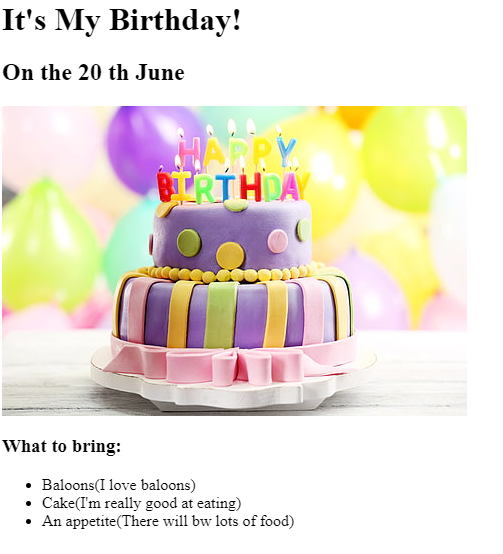 It's My Birthday!
On the 20 th June
HAPPY
BIRTHDAY
What to bring:
Baloons(I love baloons)
Cake(I'm really good at eating)
An appetite(There will bw lots of food)